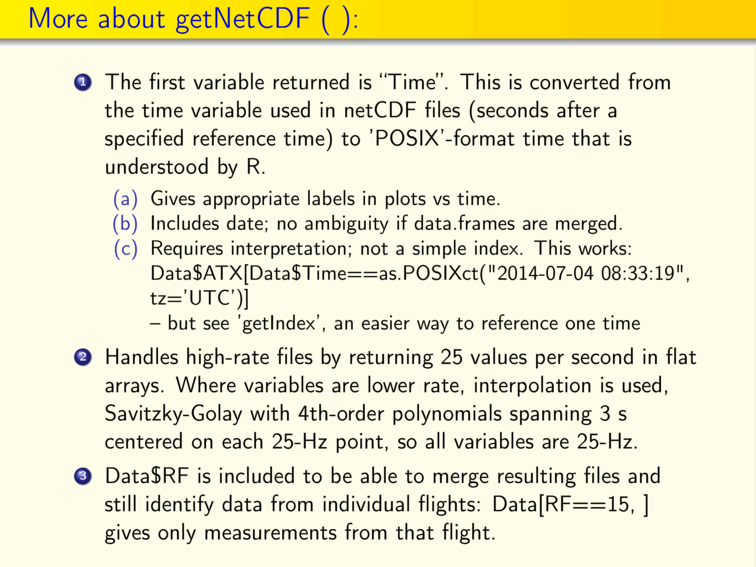 More about getNetCDF ( ):
1 The first variable returned is “Time”. This is converted from
the time variable used in netCDF files (seconds after a
specified reference time) to ’POSIX’-format time that is
understood by R.
(a) Gives appropriate labels in plots vs time.
(b) Includes date; no ambiguity if data.frames are merged.
(c) Requires interpretation; not a simple index. This works:
Data$ATX[Data$Time==as.POSIXct("2014-07-04 08:33:19",
tz=’UTC’)]
– but see ’getIndex’, an easier way to reference one time
2 Handles high-rate files by returning 25 values per second in flat
arrays. Where variables are lower rate, interpolation is used,
Savitzky-Golay with 4th-order polynomials spanning 3 s
centered on each 25-Hz point, so all variables are 25-Hz.
3 Data$RF is included to be able to merge resulting files and
still identify data from individual flights: Data[RF==15, ]
gives only measurements from that flight.